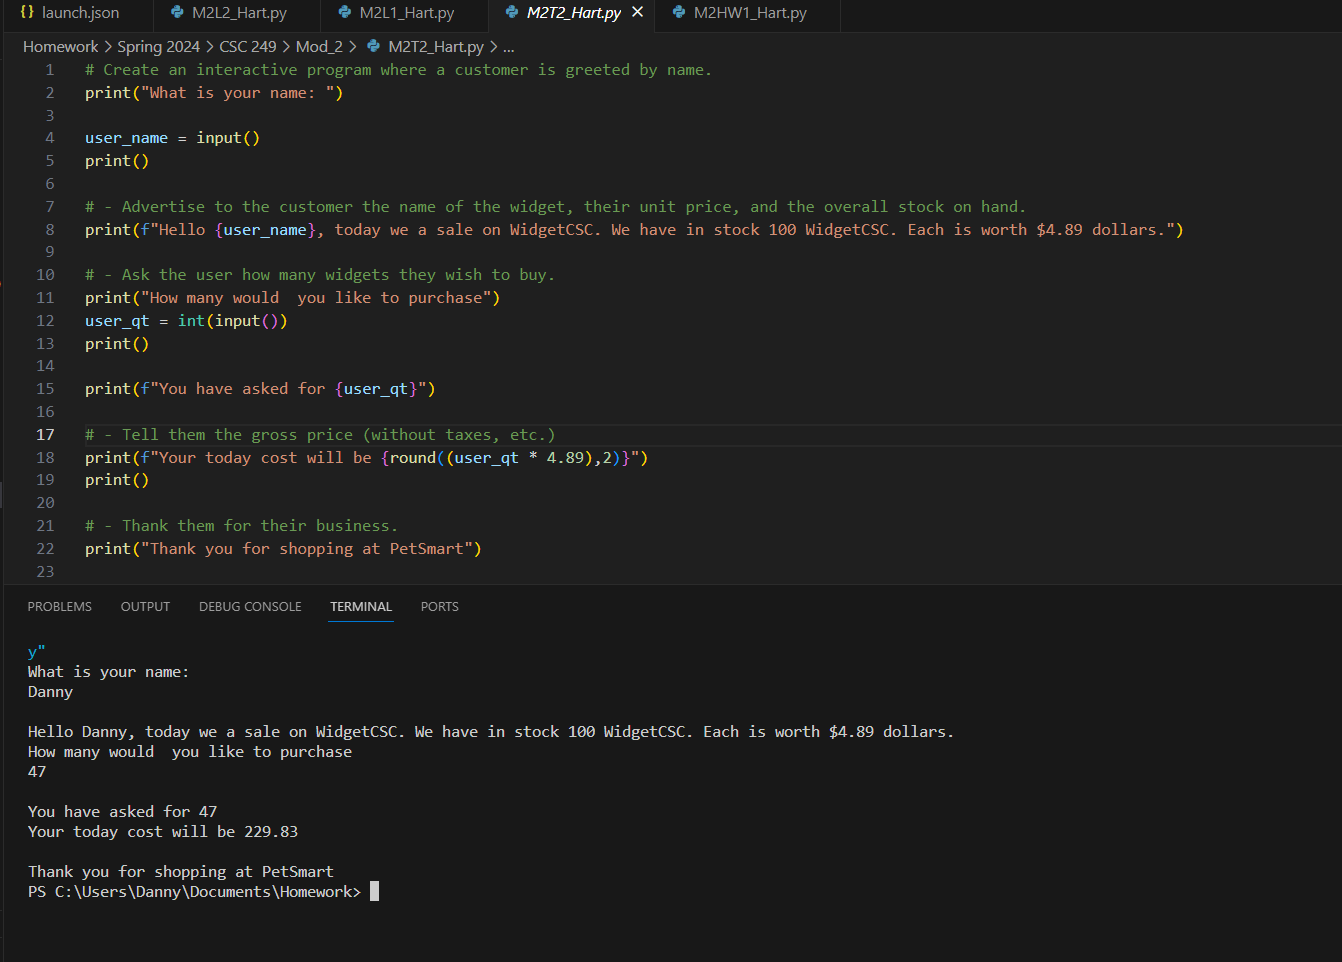 {} launch.json M2L2_Hart.py M2L1_Hart.py M2T2_Hart.py × M2HW1_Hart.py
Homework > Spring 2024 > CSC 249 > Mod_2 > M2T2_Hart.py > ...
1 # Create an interactive program where a customer is greeted by name.
2 print("What is your name: ")
3
4 user_name = input()
5 print()
6
7 # - Advertise to the customer the name of the widget, their unit price, and the overall stock on hand.
8 print(f"Hello {user_name}, today we a sale on WidgetCSC. We have in stock 100 WidgetCSC. Each is worth $4.89 dollars.")
9
10 # - Ask the user how many widgets they wish to buy.
11 print("How many would  you like to purchase")
12 user_qt = int(input())
13 print()
14
15 print(f"You have asked for {user_qt}")
16
17 # - Tell them the gross price (without taxes, etc.)
18 print(f"Your today cost will be {round((user_qt * 4.89),2)}")
19 print()
20
21 # - Thank them for their business.
22 print("Thank you for shopping at PetSmart")
23
PROBLEMS OUTPUT DEBUG CONSOLE TERMINAL PORTS
y"
What is your name:
Danny
Hello Danny, today we a sale on WidgetCSC. We have in stock 100 WidgetCSC. Each is worth $4.89 dollars.
How many would  you like to purchase
47
You have asked for 47
Your today cost will be 229.83
Thank you for shopping at PetSmart
PS C:\Users\Danny\Documents\Homework>